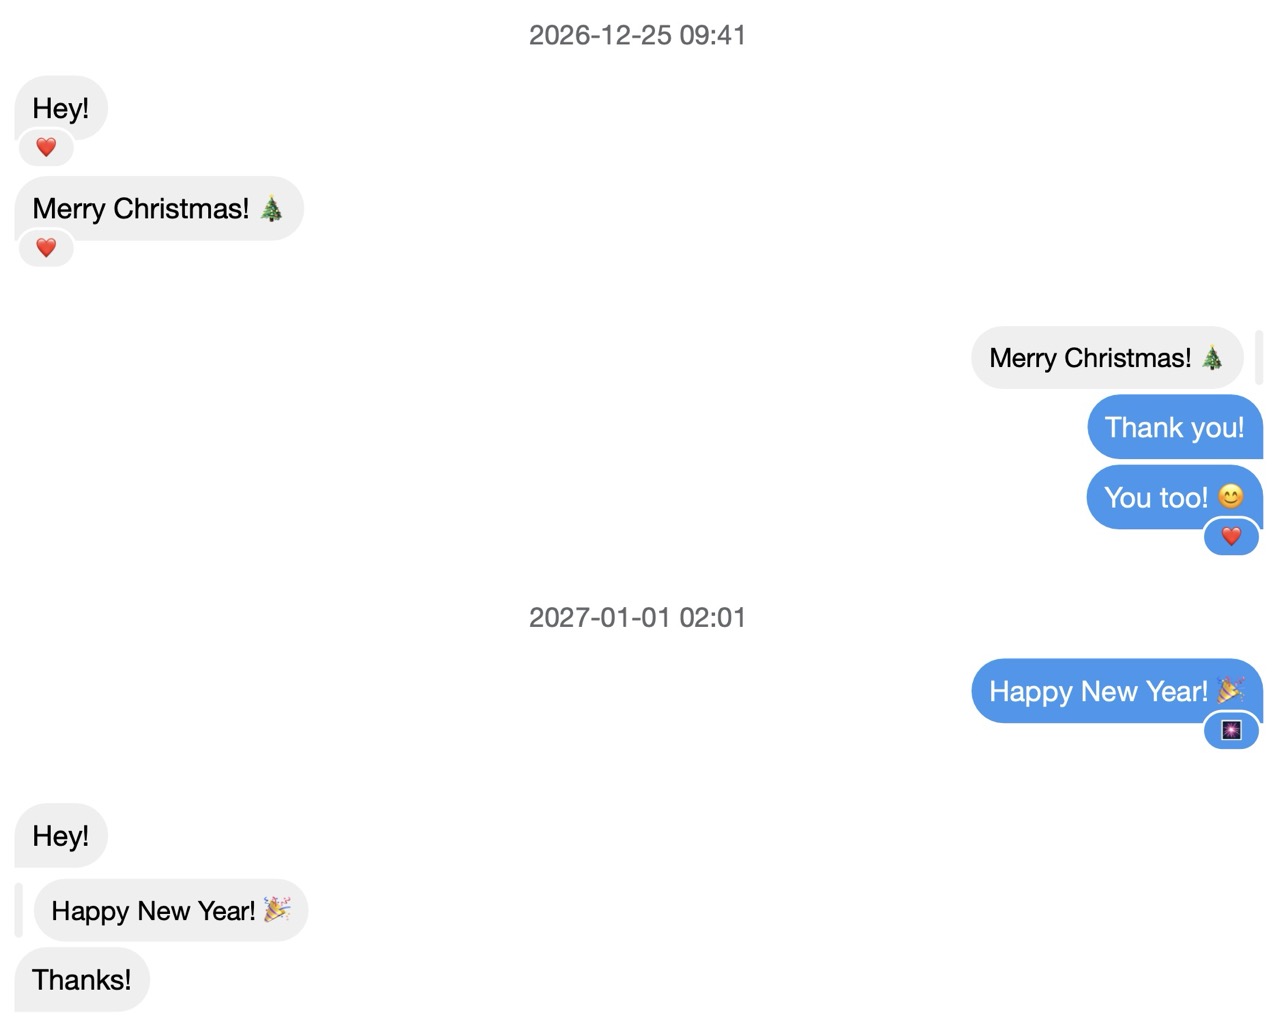 2026-12-25 09:41
Hey!
❤️
Merry Christmas! 🎄
❤️
Merry Christmas! 🎄
Thank you!
You too! 😊
❤️
2027-01-01 02:01
Happy New Year! 🎉
🎆
Hey!
Happy New Year! 🎉
Thanks!